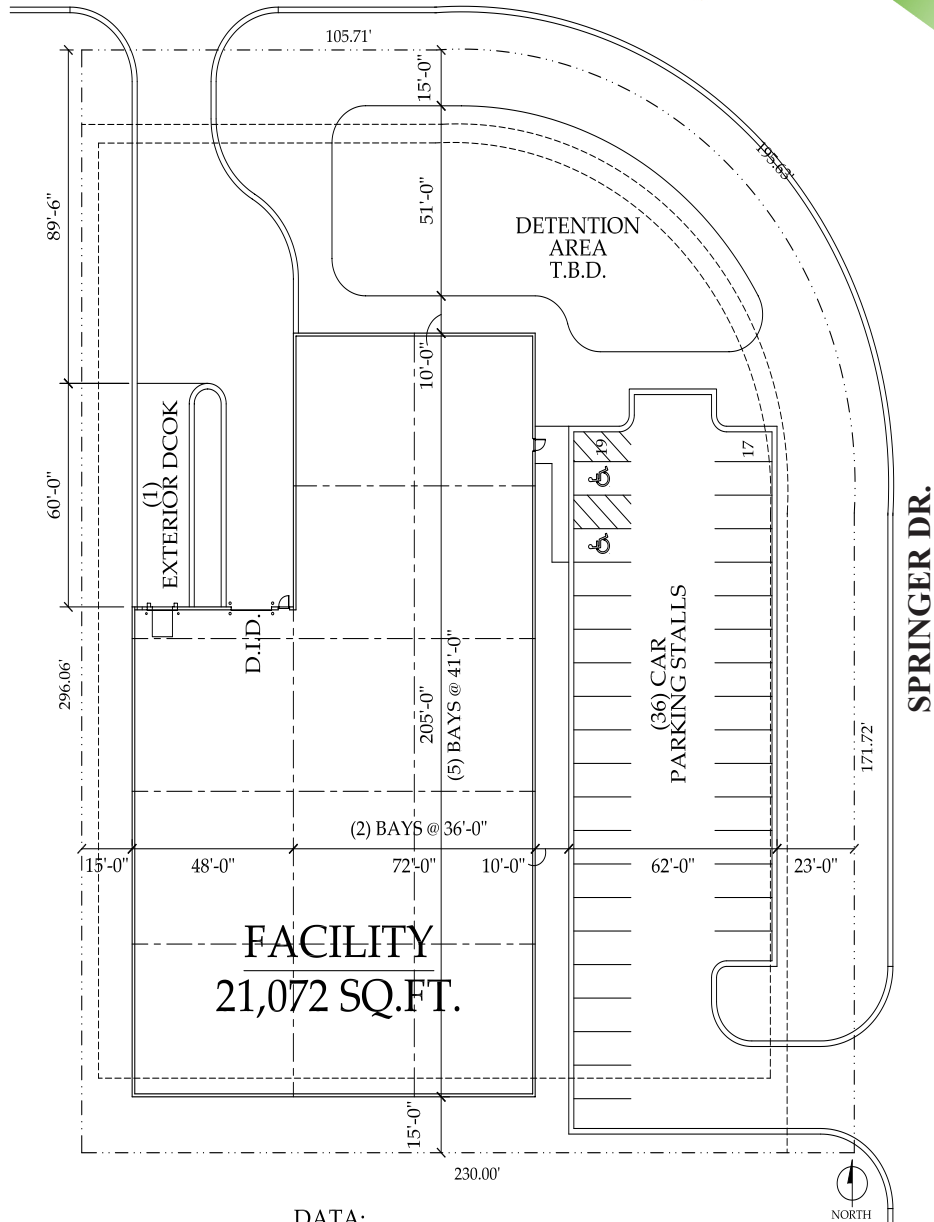 105.71'
15'-0"
195.63'
89'-6"
51'-0"
DETENTION
AREA
T.B.D.
10'-0"
(1)
EXTERIOR DCOK
60'-0"
19
17
SPRINGER DR.
D.I.D.
296.06'
205'-0"
(5) BAYS @ 41'-0"
(36) CAR
PARKING STALLS
171.72'
(2) BAYS @ 36'-0"
15'-0"
48'-0"
72'-0"
10'-0"
62'-0"
23'-0"
FACILITY
21,072 SQ.FT.
15'-0"
230.00'
NORTH
DATA: